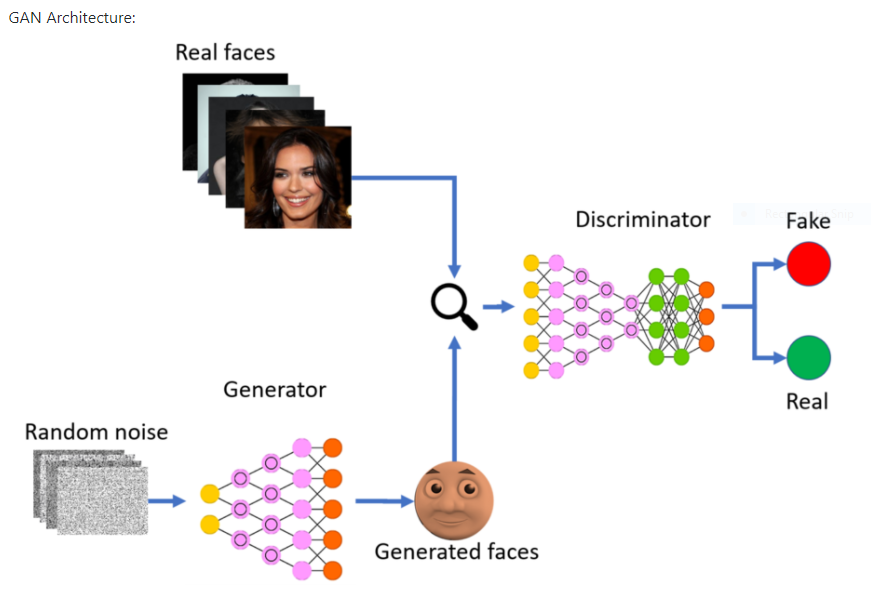 GAN Architecture:
Real faces
Discriminator
Fake
Generator
Real
Random noise
Generated faces